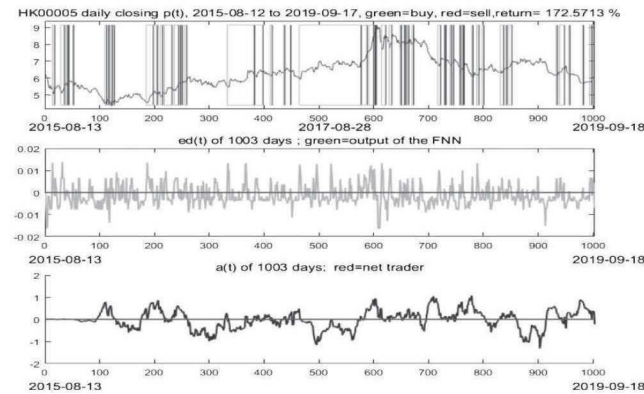 HK00005 daily closing p(t), 2015-08-12 to 2019-09-17, green=buy, red=sell,return= 172.5713 %
9
8
7
6
5
0 100 200 300 400 500 600 700 800 900 1000
2015-08-13 2017-08-28 2019-09-18
ed(t) of 1003 days ; green=output of the FNN
0.02
0.01
0
-0.01
-0.02
0 100 200 300 400 500 600 700 800 900 1000
2015-08-13 2019-09-18
a(t) of 1003 days; red=net trader
2
1
0
-1
-2
0 100 200 300 400 500 600 700 800 900 1000
2015-08-13 2019-09-18